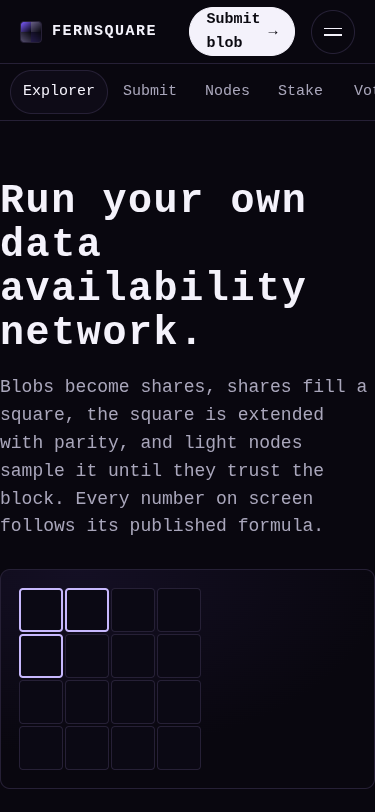 FERNSQUARE
Submit
blob →
Explorer Submit Nodes Stake
Run your own
data
availability
network.
Blobs become shares, shares fill a
square, the square is extended
with parity, and light nodes
sample it until they trust the
block. Every number on screen
follows its published formula.